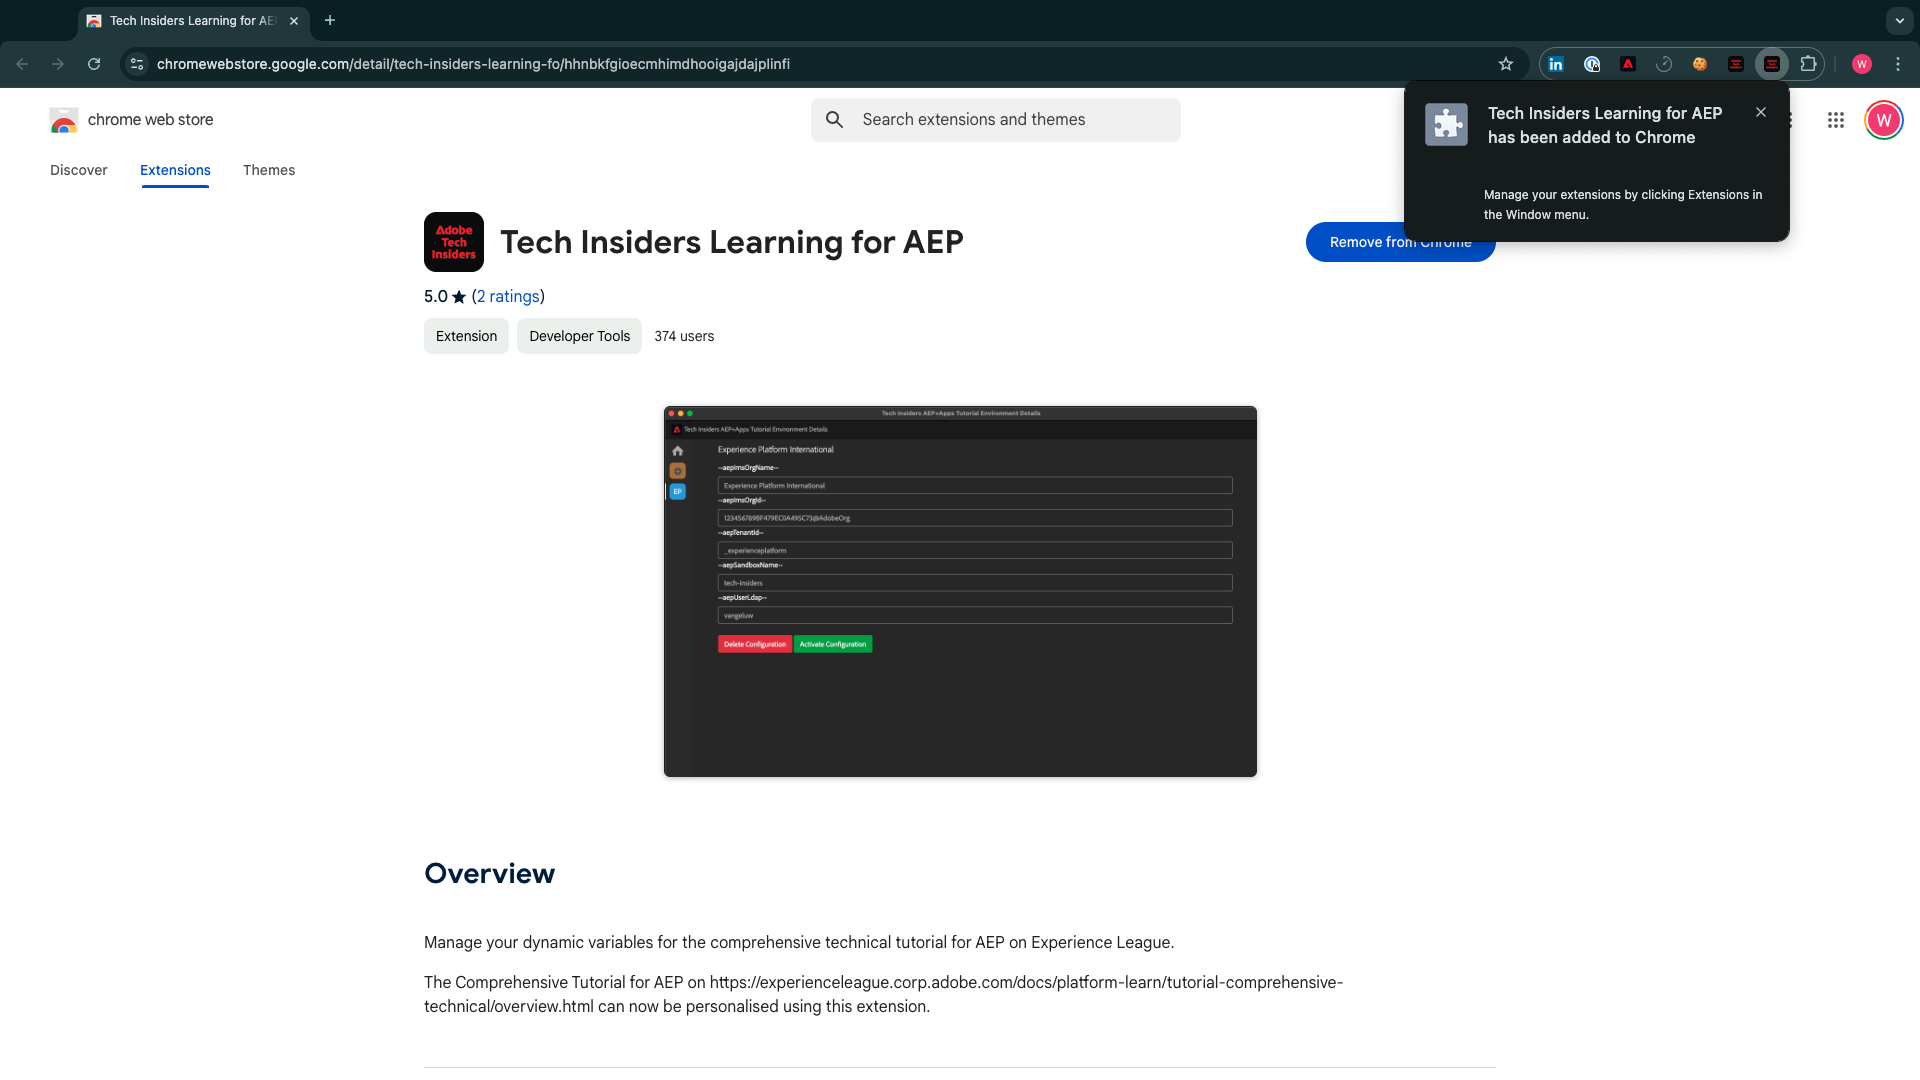 Tech Insiders Learning for AE
chromewebstore.google.com/detail/tech-insiders-learning-fo/hhnbkfgioecmhimdhooigajdajplinfi
W
chrome web store
Search extensions and themes
Tech Insiders Learning for AEP
has been added to Chrome
Manage your extensions by clicking Extensions in
the Window menu.
W
Discover
Extensions
Themes
Adobe
Tech
Insiders
Tech Insiders Learning for AEP
Remove from Chrome
5.0 ★ (2 ratings)
Extension
Developer Tools
374 users
Tech Insiders AEP+Apps Tutorial Environment Details
Tech Insiders AEP+Apps Tutorial Environment Details
Experience Platform International
--aepImsOrgName--
Experience Platform International
--aepImsOrgId--
EP
--aepTenantId--
_experienceplatform
--aepSandboxName--
tech-insiders
--aepUserLdap--
vangeluw
Delete Configuration
Activate Configuration
Overview
Manage your dynamic variables for the comprehensive technical tutorial for AEP on Experience League.
The Comprehensive Tutorial for AEP on https://experienceleague.corp.adobe.com/docs/platform-learn/tutorial-comprehensive-
technical/overview.html can now be personalised using this extension.